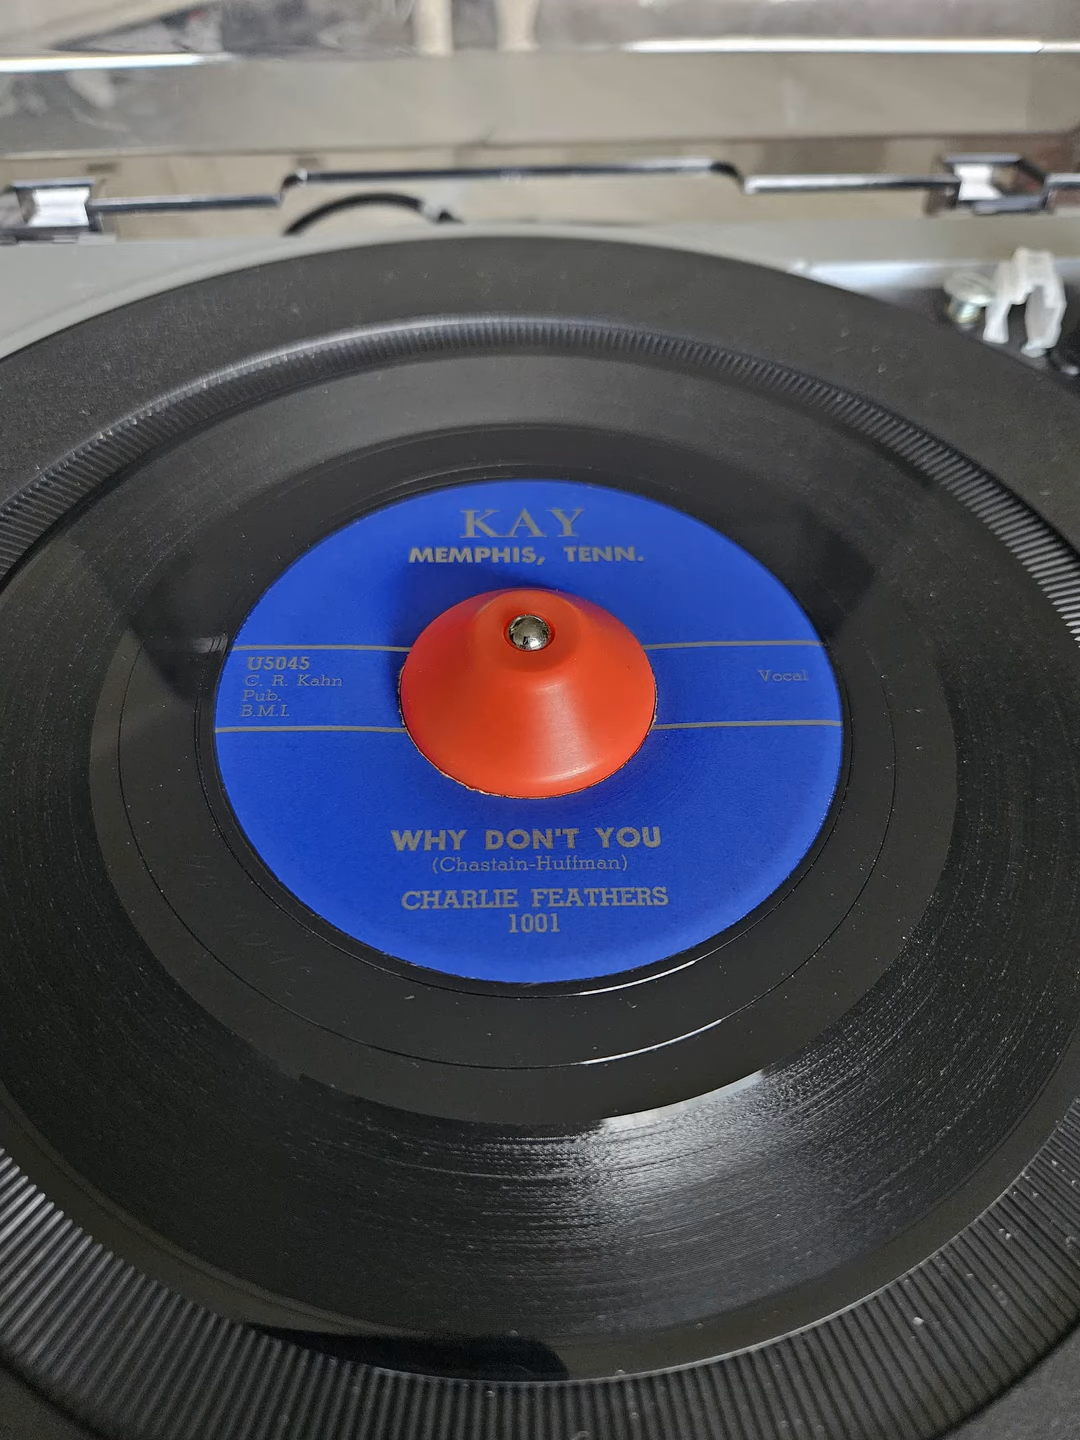 KAY
MEMPHIS, TENN.
U5045
C. R. Kahn
Pub.
B.M.I.
Vocal
WHY DON'T YOU
(Chastain-Huffman)
CHARLIE FEATHERS
1001